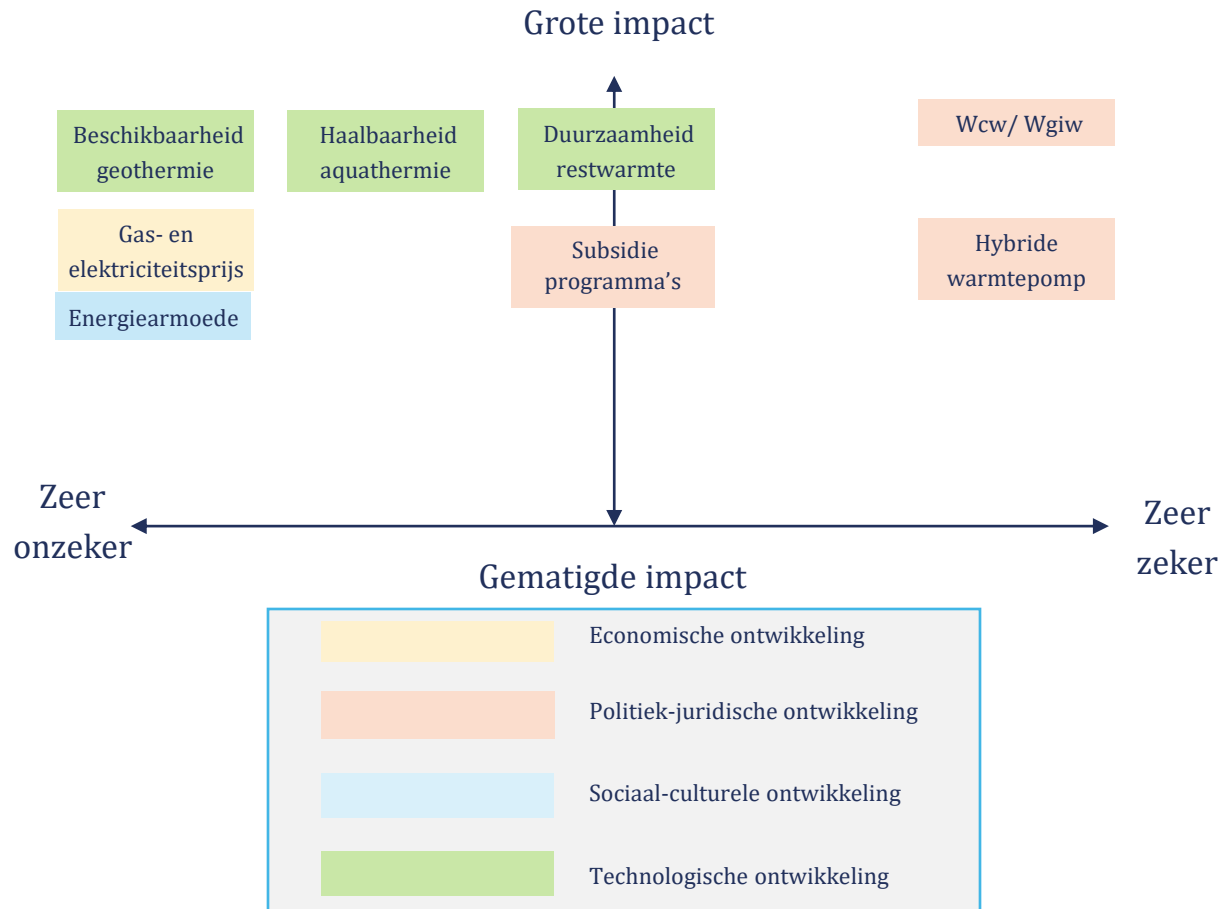 Grote impact
Beschikbaarheid
geothermie
Haalbaarheid
aquathermie
Duurzaamheid
restwarmte
Wcw/ Wgiw
Gas- en
elektriciteitsprijs
Subsidie
programma’s
Hybride
warmtepomp
Energiearmoede
Zeer
onzeker
Zeer
zeker
Gematigde impact
Economische ontwikkeling
Politiek-juridische ontwikkeling
Sociaal-culturele ontwikkeling
Technologische ontwikkeling